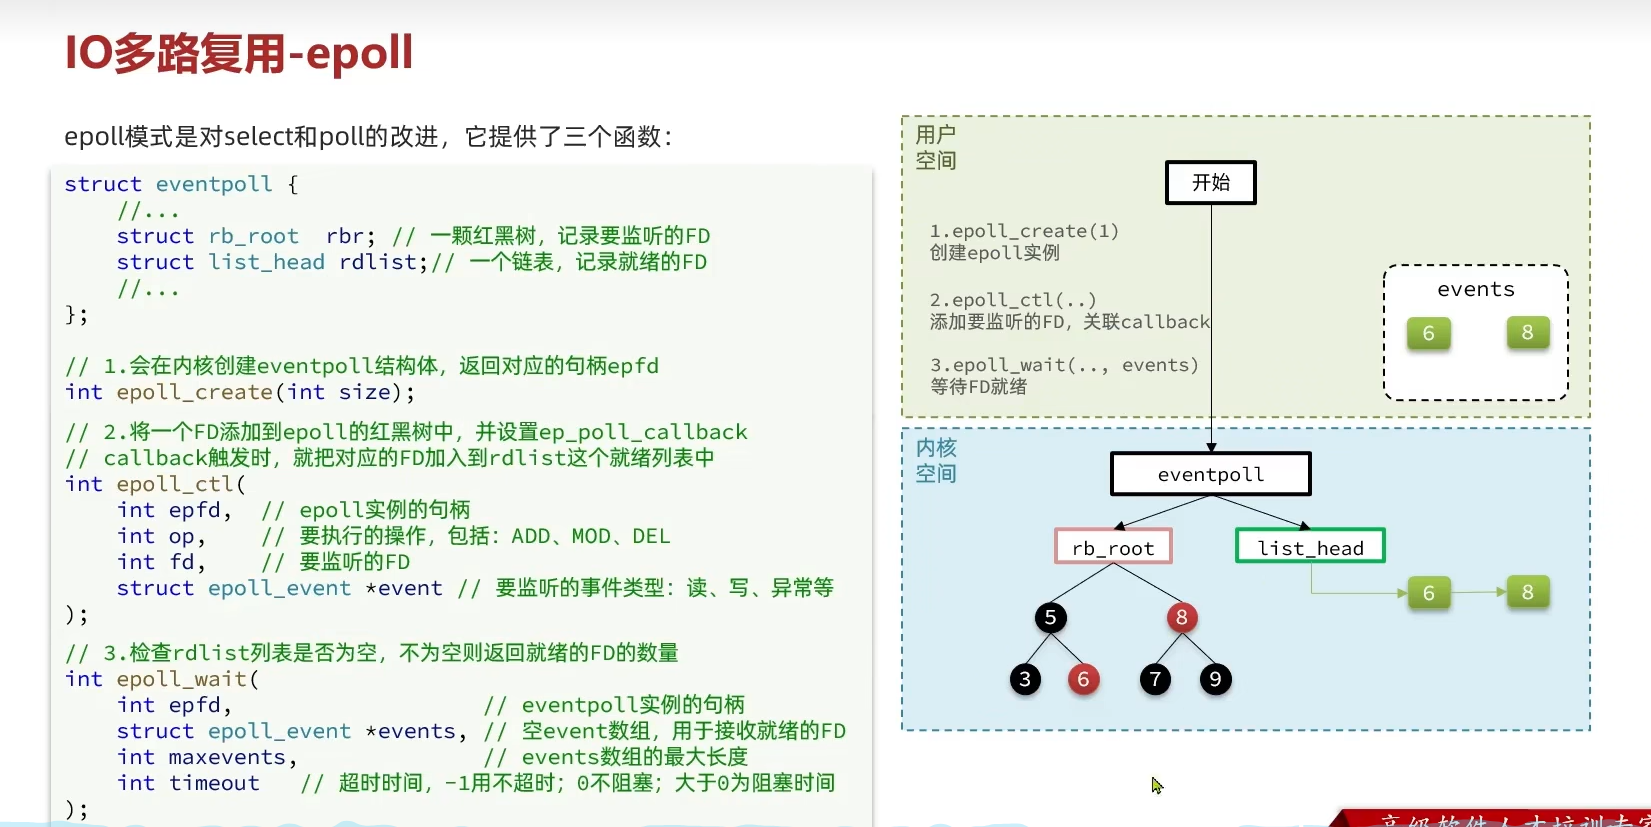 IO多路复用-epoll
epoll模式是对select和poll的改进，它提供了三个函数：
struct eventpoll {
//...
struct rb_root rbr; // 一颗红黑树，记录要监听的FD
struct list_head rdlist;// 一个链表，记录就绪的FD
//...
};
// 1.会在内核创建eventpoll结构体，返回对应的句柄epfd
int epoll_create(int size);
// 2.将一个FD添加到epoll的红黑树中，并设置ep_poll_callback
// callback触发时，就把对应的FD加入到rdlist这个就绪列表中
int epoll_ctl(
int epfd, // epoll实例的句柄
int op, // 要执行的操作，包括：ADD、MOD、DEL
int fd, // 要监听的FD
struct epoll_event *event // 要监听的事件类型：读、写、异常等
);
// 3.检查rdlist列表是否为空，不为空则返回就绪的FD的数量
int epoll_wait(
int epfd, // eventpoll实例的句柄
struct epoll_event *events, // 空event数组，用于接收就绪的FD
int maxevents, // events数组的最大长度
int timeout // 超时时间，-1用不超时；0不阻塞；大于0为阻塞时间
);
用户
空间
开始
1.epoll_create(1)
创建epoll实例
2.epoll_ctl(..)
添加要监听的FD，关联callback
3.epoll_wait(.., events)
等待FD就绪
events
6 8
内核
空间
eventpoll
rb_root list_head
6 8
5 8
3 6 7 9
高级软件人才培训专家